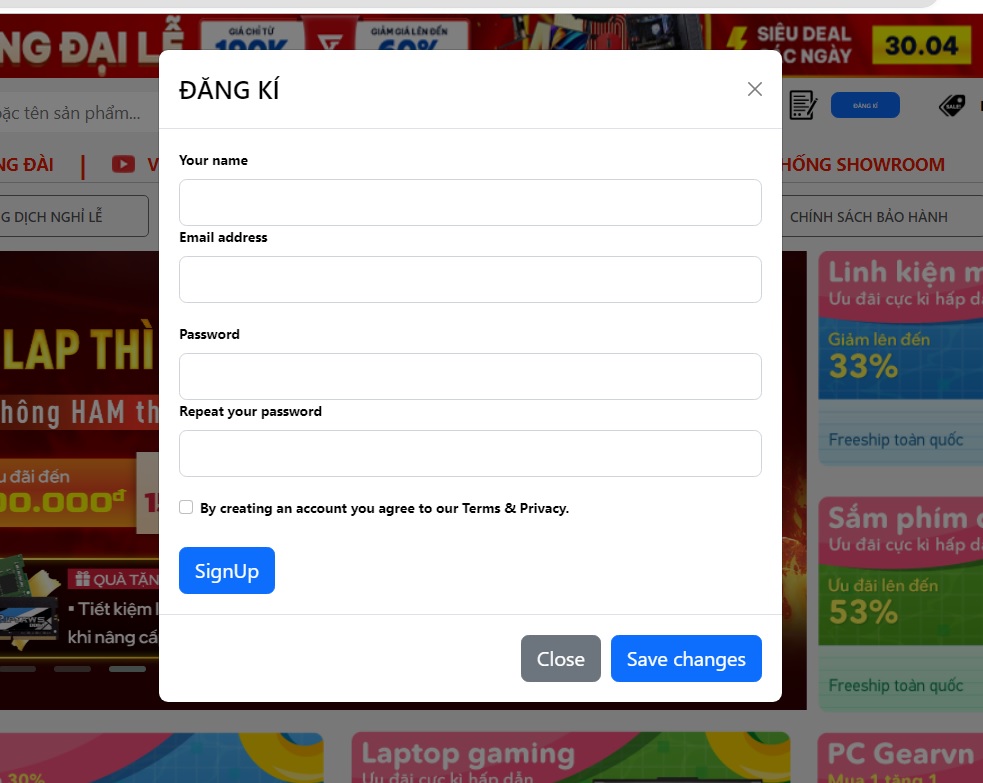 NG ĐẠI LỄ
GIÁ CHỈ TỪ
GIẢM GIÁ LÊN ĐẾN
60%
SIÊU DEAL
CÁC NGÀY
30.04
ĐĂNG KÍ
oặc tên sản phẩm...
ĐĂNG KÍ
SALE!
NG ĐÀI
|
V
HỐNG SHOWROOM
G DỊCH NGHỈ LỄ
CHÍNH SÁCH BẢO HÀNH
Your name
Email address
Password
Repeat your password
By creating an account you agree to our Terms & Privacy.
SignUp
Close
Save changes
LAP THÌ
hông HAM th
u đãi đến
00.000đ
QUÀ TẶN
▪ Tiết kiệm
khi nâng cấ
Linh kiện m
Ưu đãi cực kì hấp dẫ
Giảm lên đến
33%
Freeship toàn quốc
Sắm phím c
Ưu đãi cực kì hấp dẫ
Ưu đãi lên đến
53%
Freeship toàn quốc
30%
Laptop gaming
Ưu đãi cực kì hấp dẫn
PC Gearvn
Mua 1 tặng 1